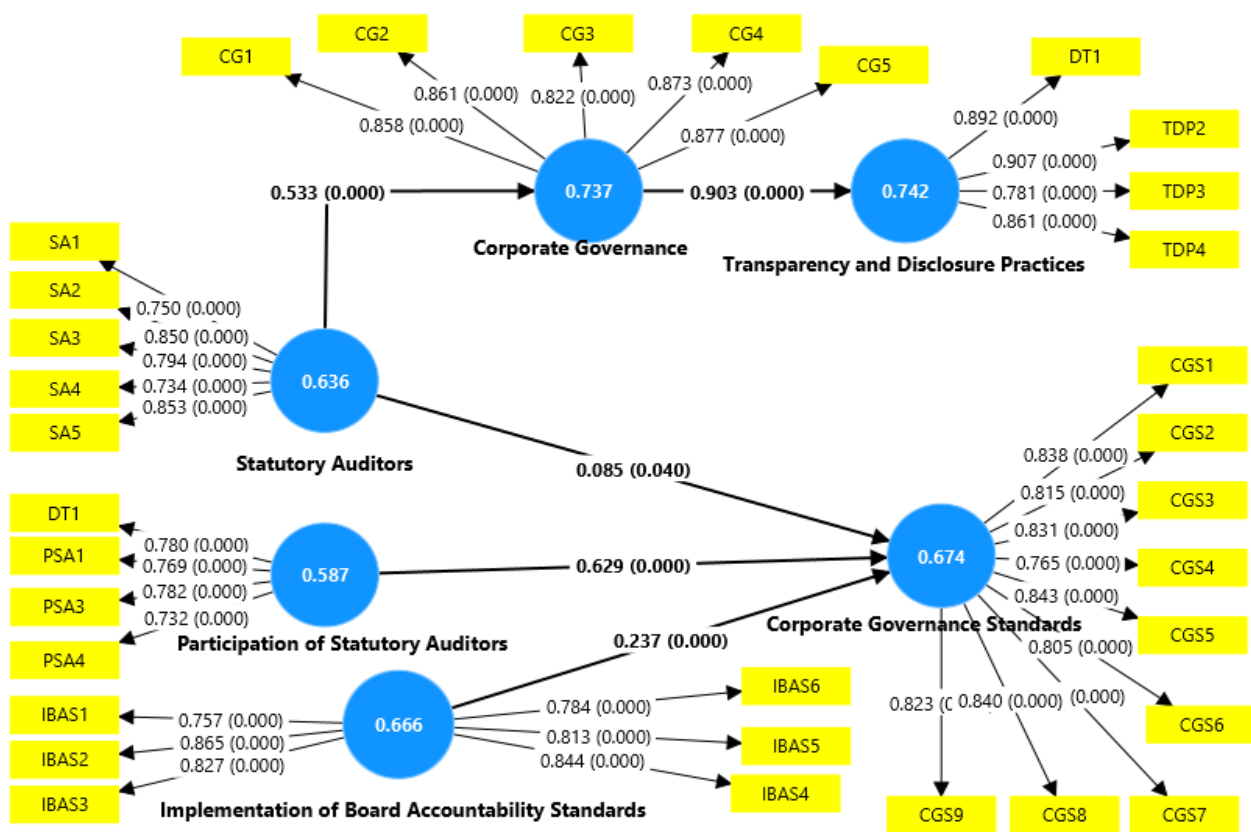 CG1
CG2
CG3
CG4
CG5
DT1
TDP2
TDP3
TDP4
0.858 (0.000)
0.861 (0.000)
0.822 (0.000)
0.873 (0.000)
0.877 (0.000)
0.892 (0.000)
0.907 (0.000)
0.781 (0.000)
0.861 (0.000)
0.533 (0.000)
0.737
0.903 (0.000)
0.742
Corporate Governance
Transparency and Disclosure Practices
SA1
SA2
SA3
SA4
SA5
0.750 (0.000)
0.850 (0.000)
0.794 (0.000)
0.734 (0.000)
0.853 (0.000)
0.636
Statutory Auditors
0.085 (0.040)
DT1
PSA1
PSA3
PSA4
0.780 (0.000)
0.769 (0.000)
0.782 (0.000)
0.732 (0.000)
0.587
Participation of Statutory Auditors
0.629 (0.000)
0.237 (0.000)
IBAS1
IBAS2
IBAS3
0.757 (0.000)
0.865 (0.000)
0.827 (0.000)
0.666
0.784 (0.000)
0.813 (0.000)
0.844 (0.000)
IBAS6
IBAS5
IBAS4
Implementation of Board Accountability Standards
0.674
Corporate Governance Standards
0.838 (0.000)
0.815 (0.000)
0.831 (0.000)
0.765 (0.000)
0.843 (0.000)
0.805 (0.000)
(0.000)
0.840 (0.000)
0.823
CGS1
CGS2
CGS3
CGS4
CGS5
CGS6
CGS9
CGS8
CGS7